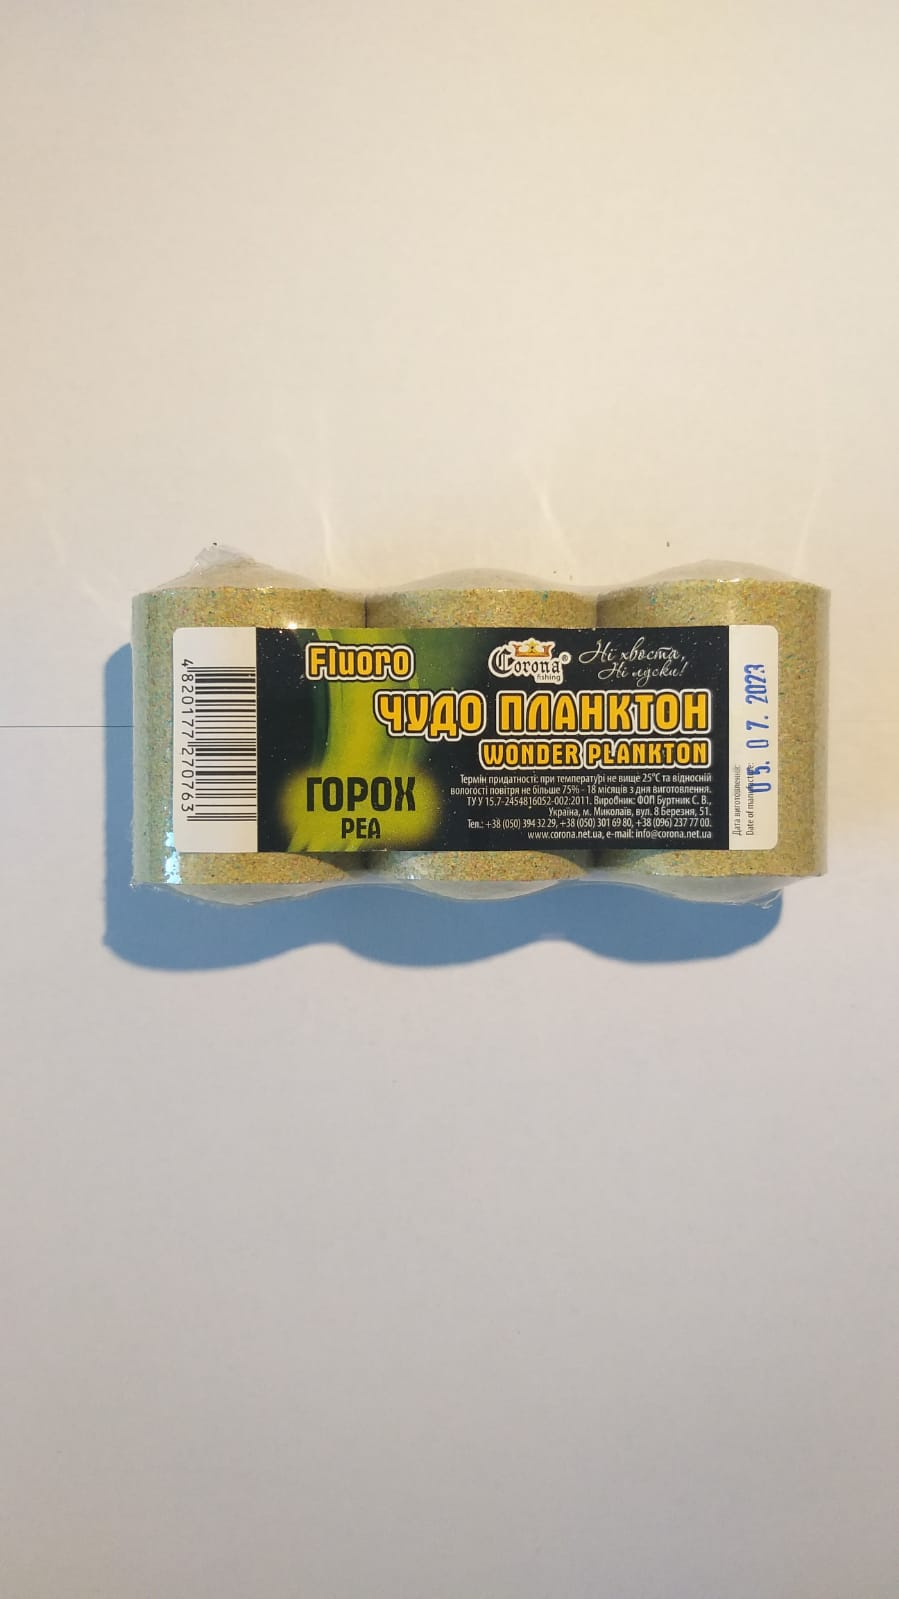 4820177270763
Fluoro
Corona®
fishing
Ні хвоста,
Ні луски!
ЧУДО ПЛАНКТОН
WONDER PLANKTON
ГОРОХ
PEA
Термін придатності: при температурі не вище 25°С та відносній
вологості повітря не більше 75% - 18 місяців з дня виготовлення.
ТУ У 15.7-2454816052-002:2011. Виробник: ФОП Буртник С. В.,
Україна, м. Миколаїв, вул. 8 Березня, 51.
Тел.: +38 (050) 394 32 29, +38 (050) 301 69 80, +38 (096) 237 77 00.
www.corona.net.ua, e-mail: info@corona.net.ua
Дата виготовлення:
Date of manufacture:
05. 07. 2023